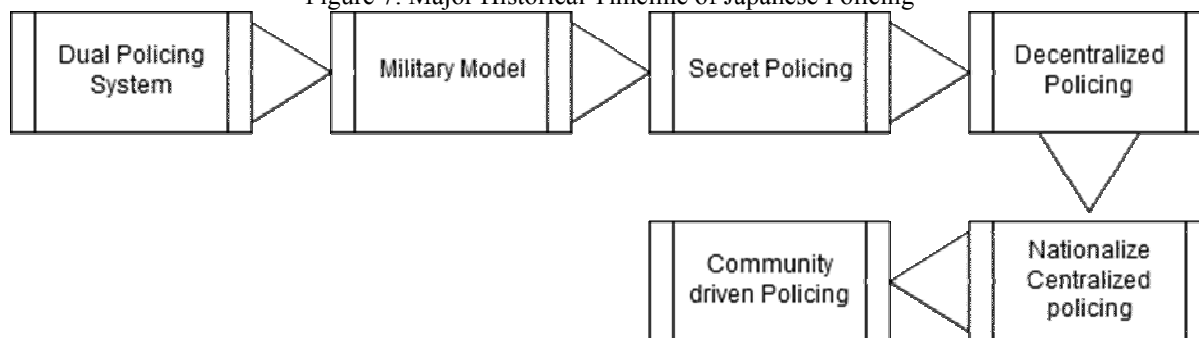 Figure 7: Major Historical Timeline of Japanese Policing
Dual Policing
System
Military Model
Secret Policing
Decentralized
Policing
Community
driven Policing
Nationalize
Centralized
policing